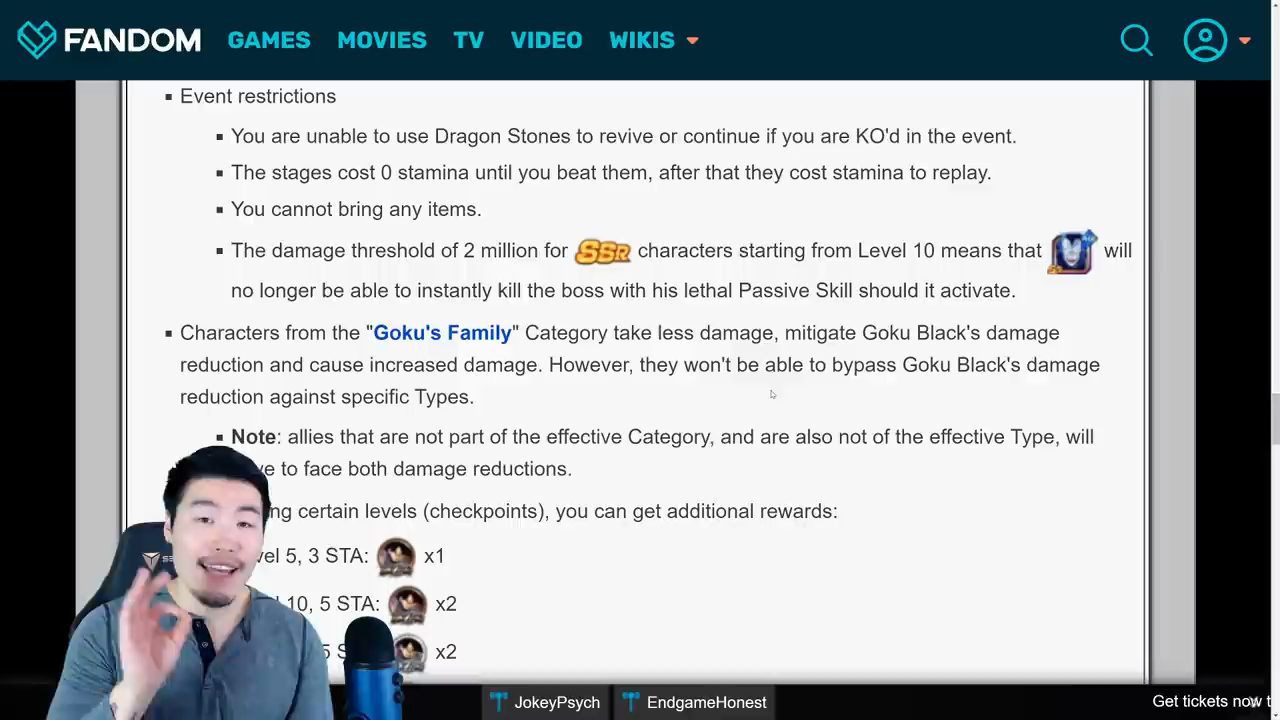 FANDOM GAMES MOVIES TV VIDEO WIKIS
Event restrictions
You are unable to use Dragon Stones to revive or continue if you are KO'd in the event.
The stages cost 0 stamina until you beat them, after that they cost stamina to replay.
You cannot bring any items.
The damage threshold of 2 million for SSR characters starting from Level 10 means that will
no longer be able to instantly kill the boss with his lethal Passive Skill should it activate.
Characters from the "Goku's Family" Category take less damage, mitigate Goku Black's damage
reduction and cause increased damage. However, they won't be able to bypass Goku Black's damage
reduction against specific Types.
Note: allies that are not part of the effective Category, and are also not of the effective Type, will
to face both damage reductions.
certain levels (checkpoints), you can get additional rewards:
5, 3 STA: x1
10, 5 STA: x2
x2
JokeyPsych EndgameHonest Get tickets now